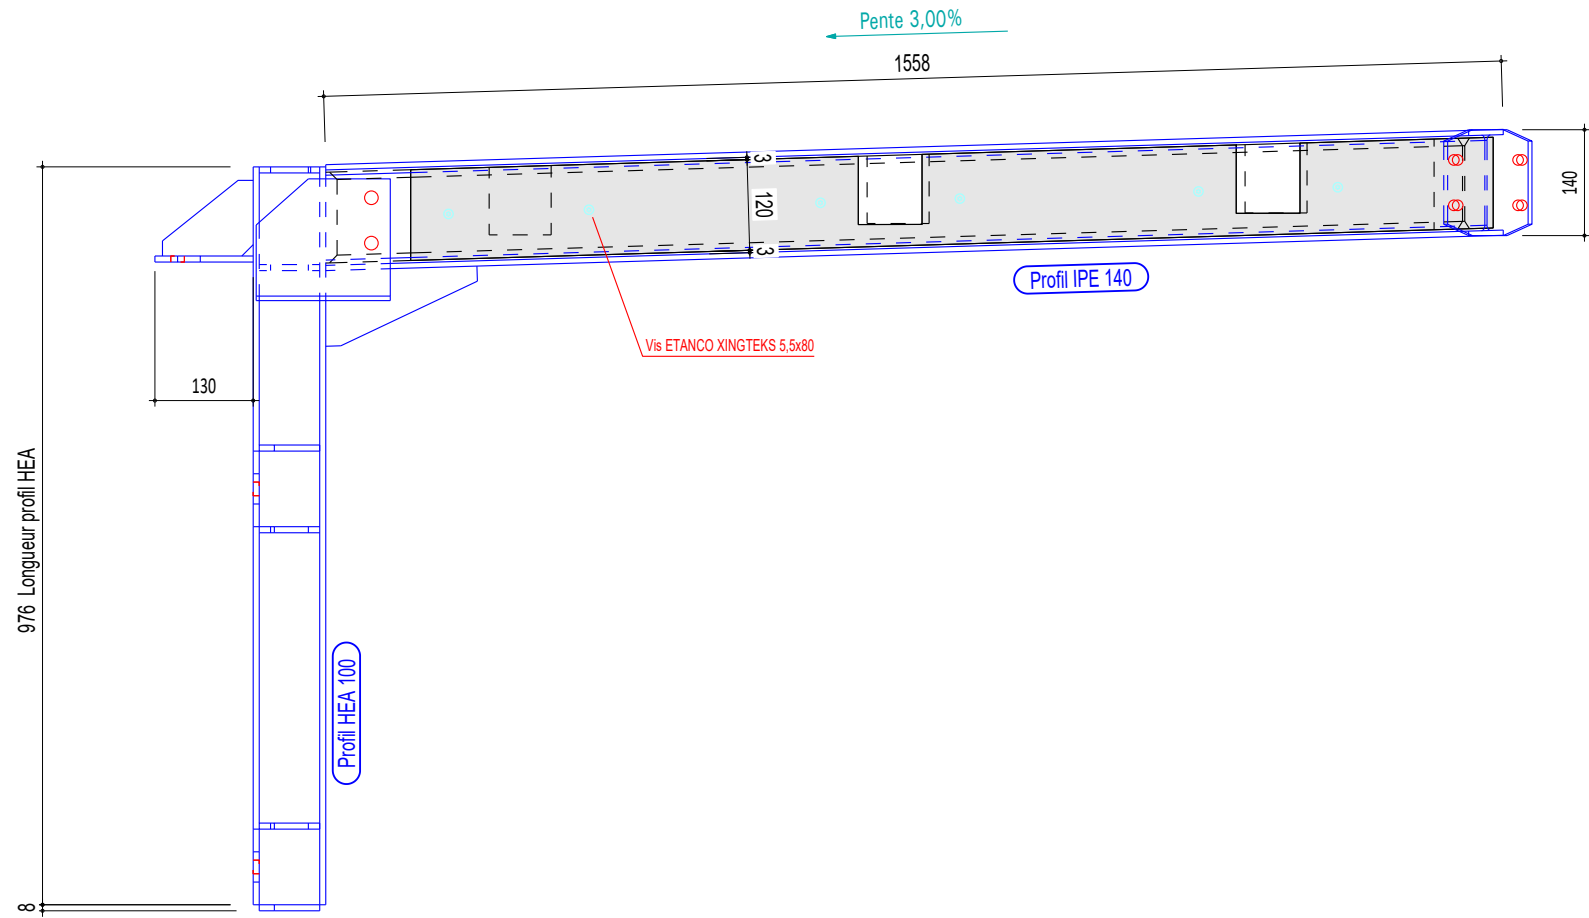 Pente 3,00%
1558
3
120
3
140
Profil IPE 140
Vis ETANCO XINGTEKS 5,5x80
130
976 Longueur profil HEA
Profil HEA 100
8